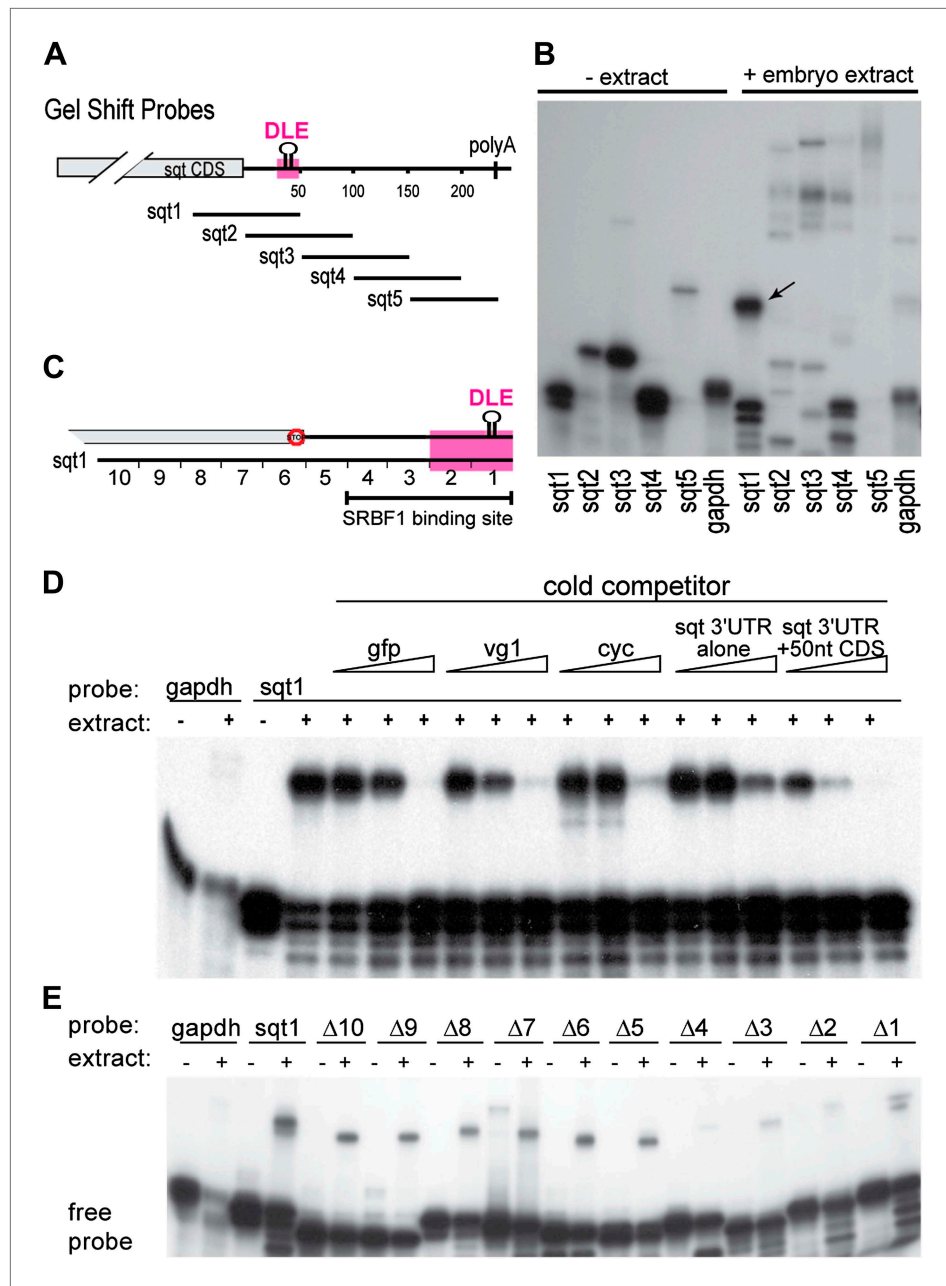 A
Gel Shift Probes
DLE
polyA
sqt CDS
50 100 150 200
sqt1
sqt2
sqt3
sqt4
sqt5
B
- extract + embryo extract
sqt1 sqt2 sqt3 sqt4 sqt5 gapdh sqt1 sqt2 sqt3 sqt4 sqt5 gapdh
C
DLE
sqt1
10 9 8 7 6 5 4 3 2 1
SRBF1 binding site
D
cold competitor
gfp vg1 cyc sqt 3'UTR alone sqt 3'UTR +50nt CDS
probe: gapdh sqt1
extract: - + - + + + + + + + + + + + + + + + +
E
probe: gapdh sqt1 Δ10 Δ9 Δ8 Δ7 Δ6 Δ5 Δ4 Δ3 Δ2 Δ1
extract: - + - + - + - + - + - + - + - + - + - + - + - +
free
probe